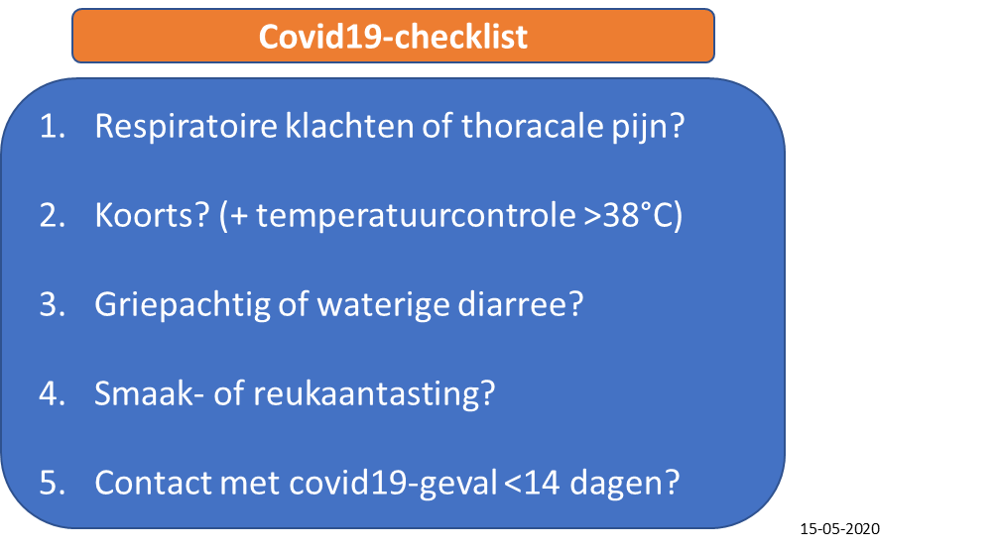 Covid19-checklist
1. Respiratoire klachten of thoracale pijn?
2. Koorts? (+ temperatuurcontrole >38°C)
3. Griepachtig of waterige diarree?
4. Smaak- of reukaantasting?
5. Contact met covid19-geval <14 dagen?
15-05-2020